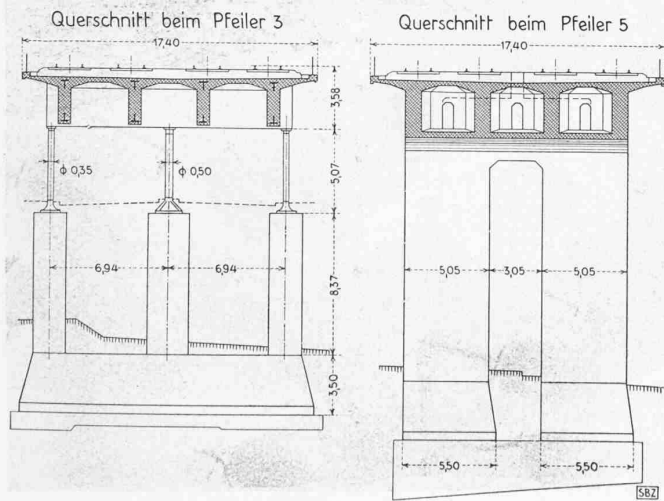 Querschnitt beim Pfeiler 3
17,40
3,58
ϕ 0,35
ϕ 0,50
5,07
6,94
6,94
8,37
3,50
Querschnitt beim Pfeiler 5
17,40
5,05
3,05
5,05
5,50
5,50
SBZ